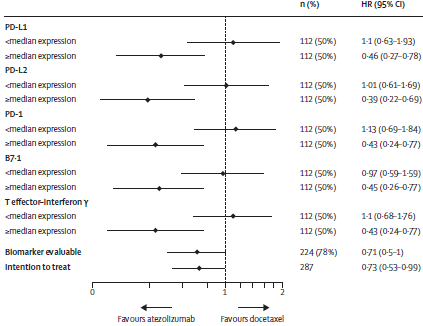 n (%) HR (95% CI)
PD-L1
<median expression 112 (50%) 1·1 (0·63–1·93)
≥median expression 112 (50%) 0·46 (0·27–0·78)
PD-L2
<median expression 112 (50%) 1·01 (0·61–1·69)
≥median expression 112 (50%) 0·39 (0·22–0·69)
PD-1
<median expression 112 (50%) 1·13 (0·69–1·84)
≥median expression 112 (50%) 0·43 (0·24–0·77)
B7·1
<median expression 112 (50%) 0·97 (0·59–1·59)
≥median expression 112 (50%) 0·45 (0·26–0·77)
T effector-interferon γ
<median expression 112 (50%) 1·1 (0·68–1·76)
≥median expression 112 (50%) 0·43 (0·24–0·77)
Biomarker evaluable 224 (78%) 0·71 (0·5–1)
Intention to treat 287 0·73 (0·53–0·99)
0 1 2
Favours atezolizumab Favours docetaxel